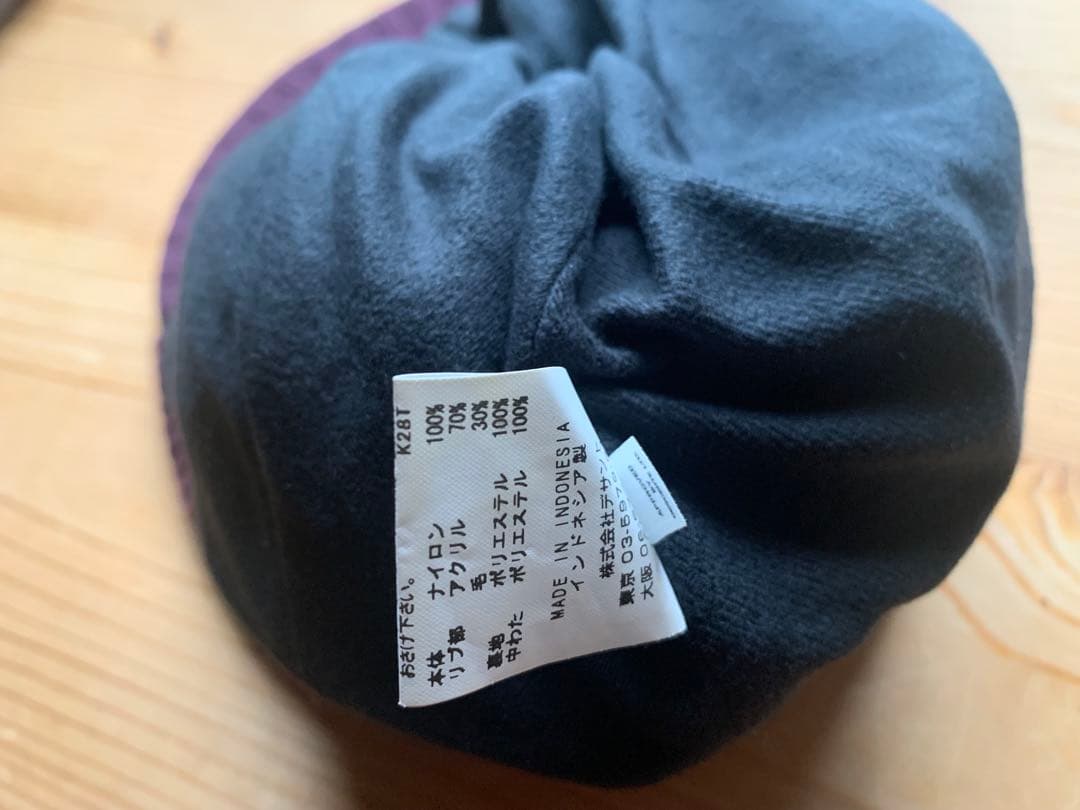 おさけ下さい。 K28T
本体 ナイロン 100%
リブ部 アクリル 70%
毛 30%
裏地 ポリエステル 100%
中わた ポリエステル 100%
MADE IN INDONESIA
インドネシア製
株式会社デサント
東京 03-59
大阪 06
APPROVED
BY